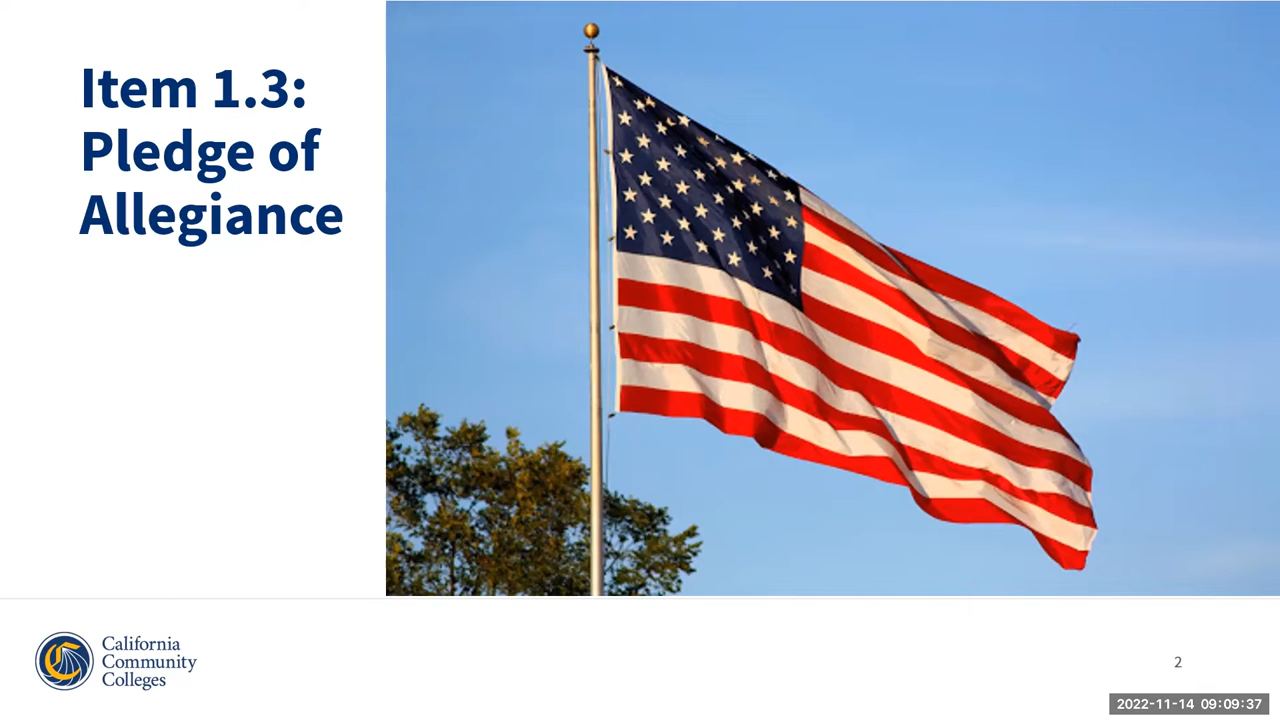 Item 1.3:
Pledge of
Allegiance
California
Community
Colleges
2
2022-11-14 09:09:37